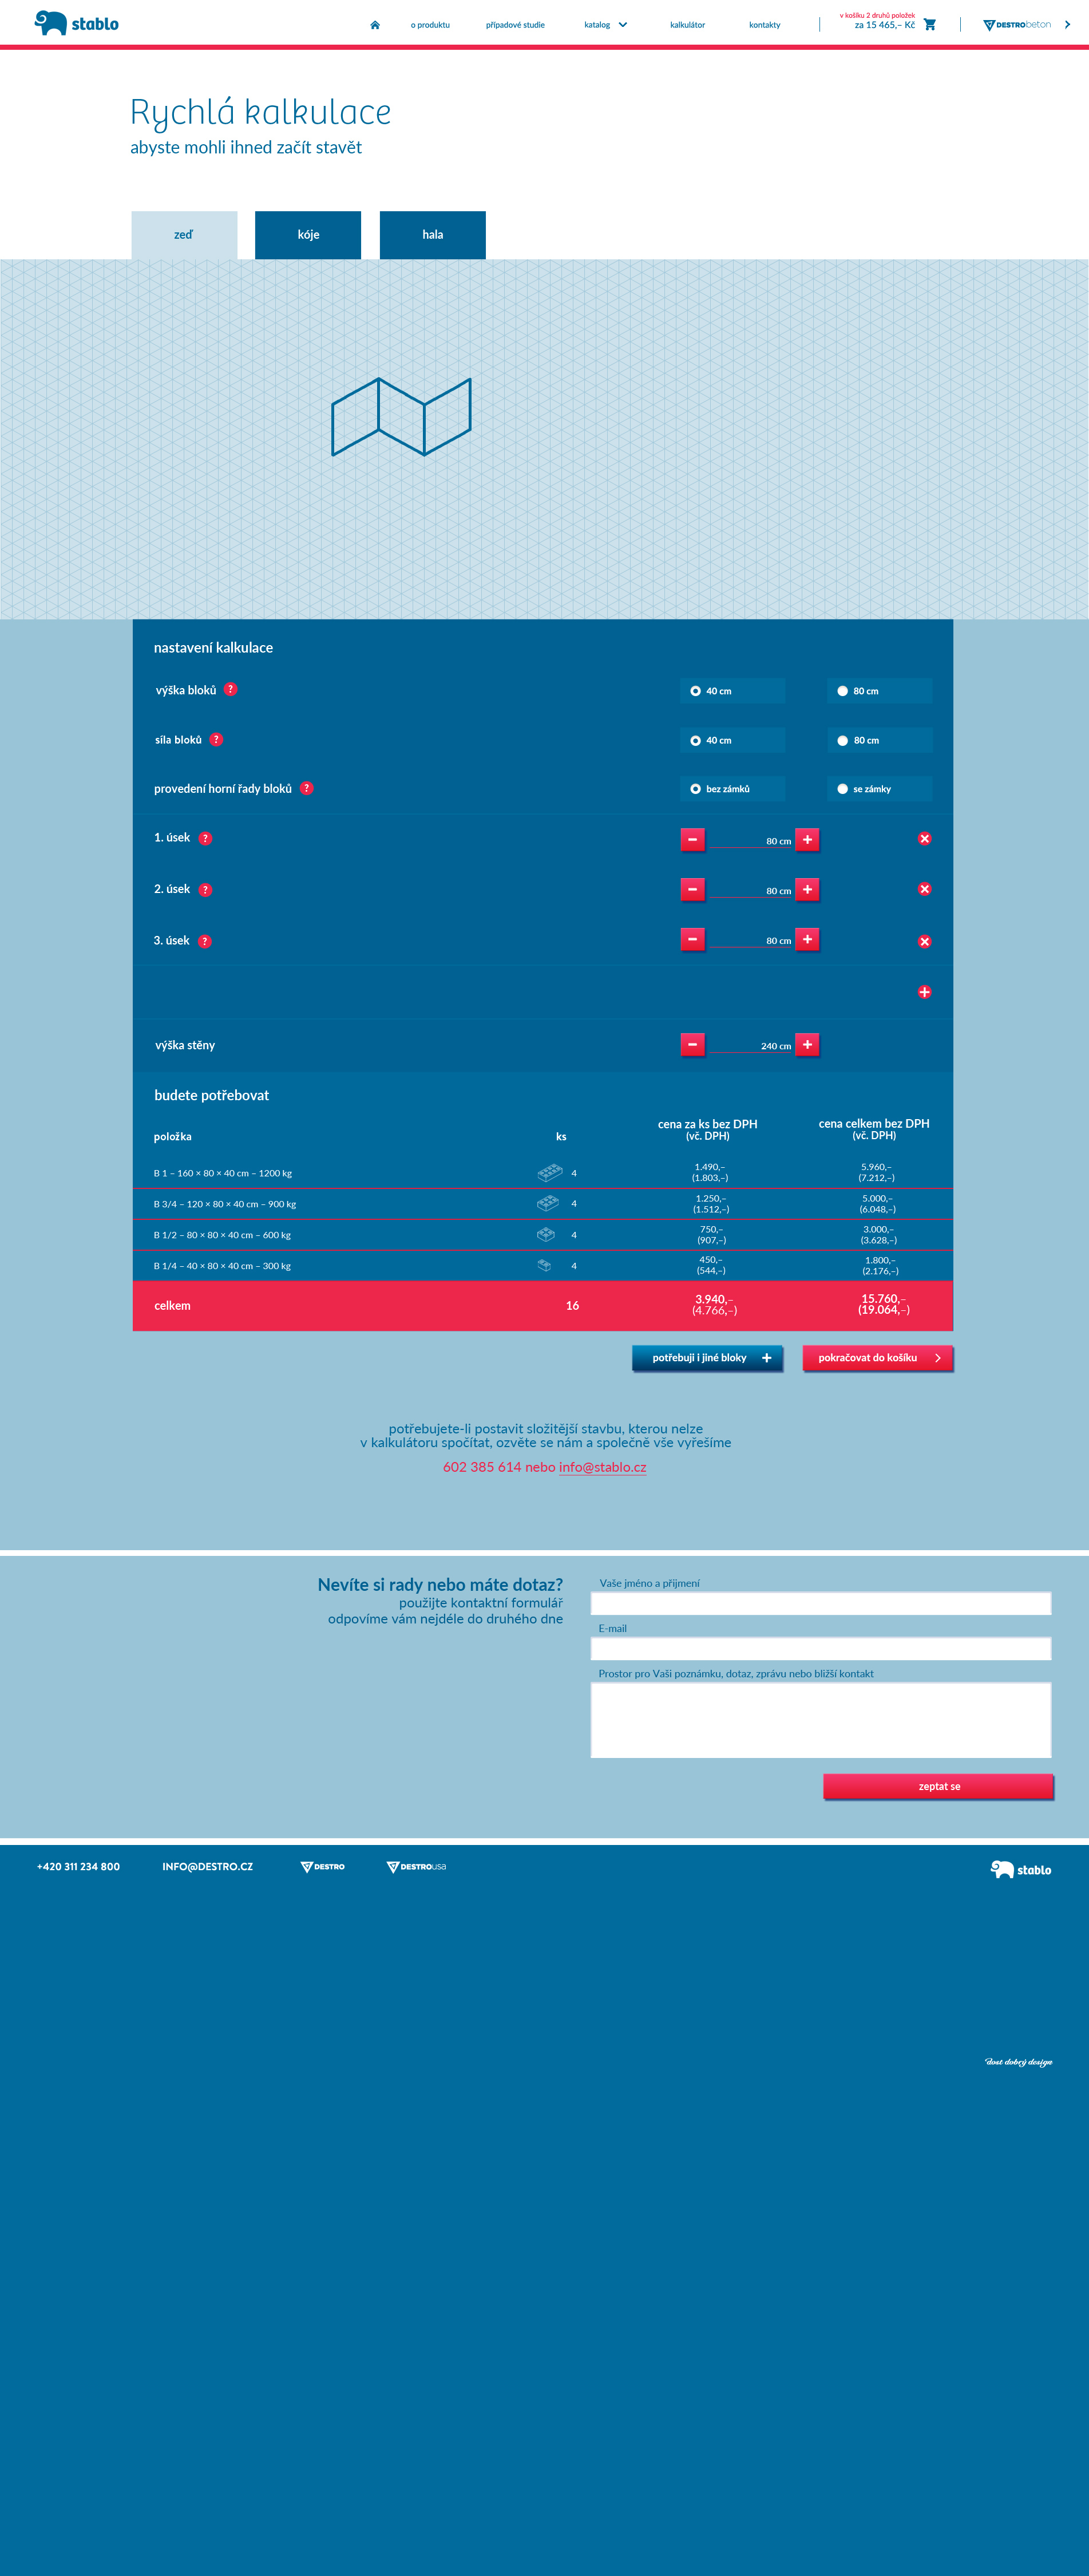 stablo
o produktu
případové studie
katalog
kalkulátor
kontakty
v košíku 2 druhů položek
za 15 465,– Kč
DESTRObeton
Rychlá kalkulace
abyste mohli ihned začít stavět
zeď
kóje
hala
nastavení kalkulace
výška bloků ?
40 cm
80 cm
síla bloků ?
40 cm
80 cm
provedení horní řady bloků ?
bez zámků
se zámky
1. úsek ?
80 cm
2. úsek ?
80 cm
3. úsek ?
80 cm
výška stěny
240 cm
budete potřebovat
položka
ks
cena za ks bez DPH
(vč. DPH)
cena celkem bez DPH
(vč. DPH)
B 1 – 160 × 80 × 40 cm – 1200 kg
4
1.490,–
(1.803,–)
5.960,–
(7.212,–)
B 3/4 – 120 × 80 × 40 cm – 900 kg
4
1.250,–
(1.512,–)
5.000,–
(6.048,–)
B 1/2 – 80 × 80 × 40 cm – 600 kg
4
750,–
(907,–)
3.000,–
(3.628,–)
B 1/4 – 40 × 80 × 40 cm – 300 kg
4
450,–
(544,–)
1.800,–
(2.176,–)
celkem
16
3.940,–
(4.766,–)
15.760,–
(19.064,–)
potřebuji i jiné bloky
pokračovat do košíku
potřebujete-li postavit složitější stavbu, kterou nelze
v kalkulátoru spočítat, ozvěte se nám a společně vše vyřešíme
602 385 614 nebo info@stablo.cz
Nevíte si rady nebo máte dotaz?
použijte kontaktní formulář
odpovíme vám nejdéle do druhého dne
Vaše jméno a přijmení
E-mail
Prostor pro Vaši poznámku, dotaz, zprávu nebo bližší kontakt
zeptat se
+420 311 234 800
INFO@DESTRO.CZ
DESTRO
DESTROusa
stablo
dost dobrý design